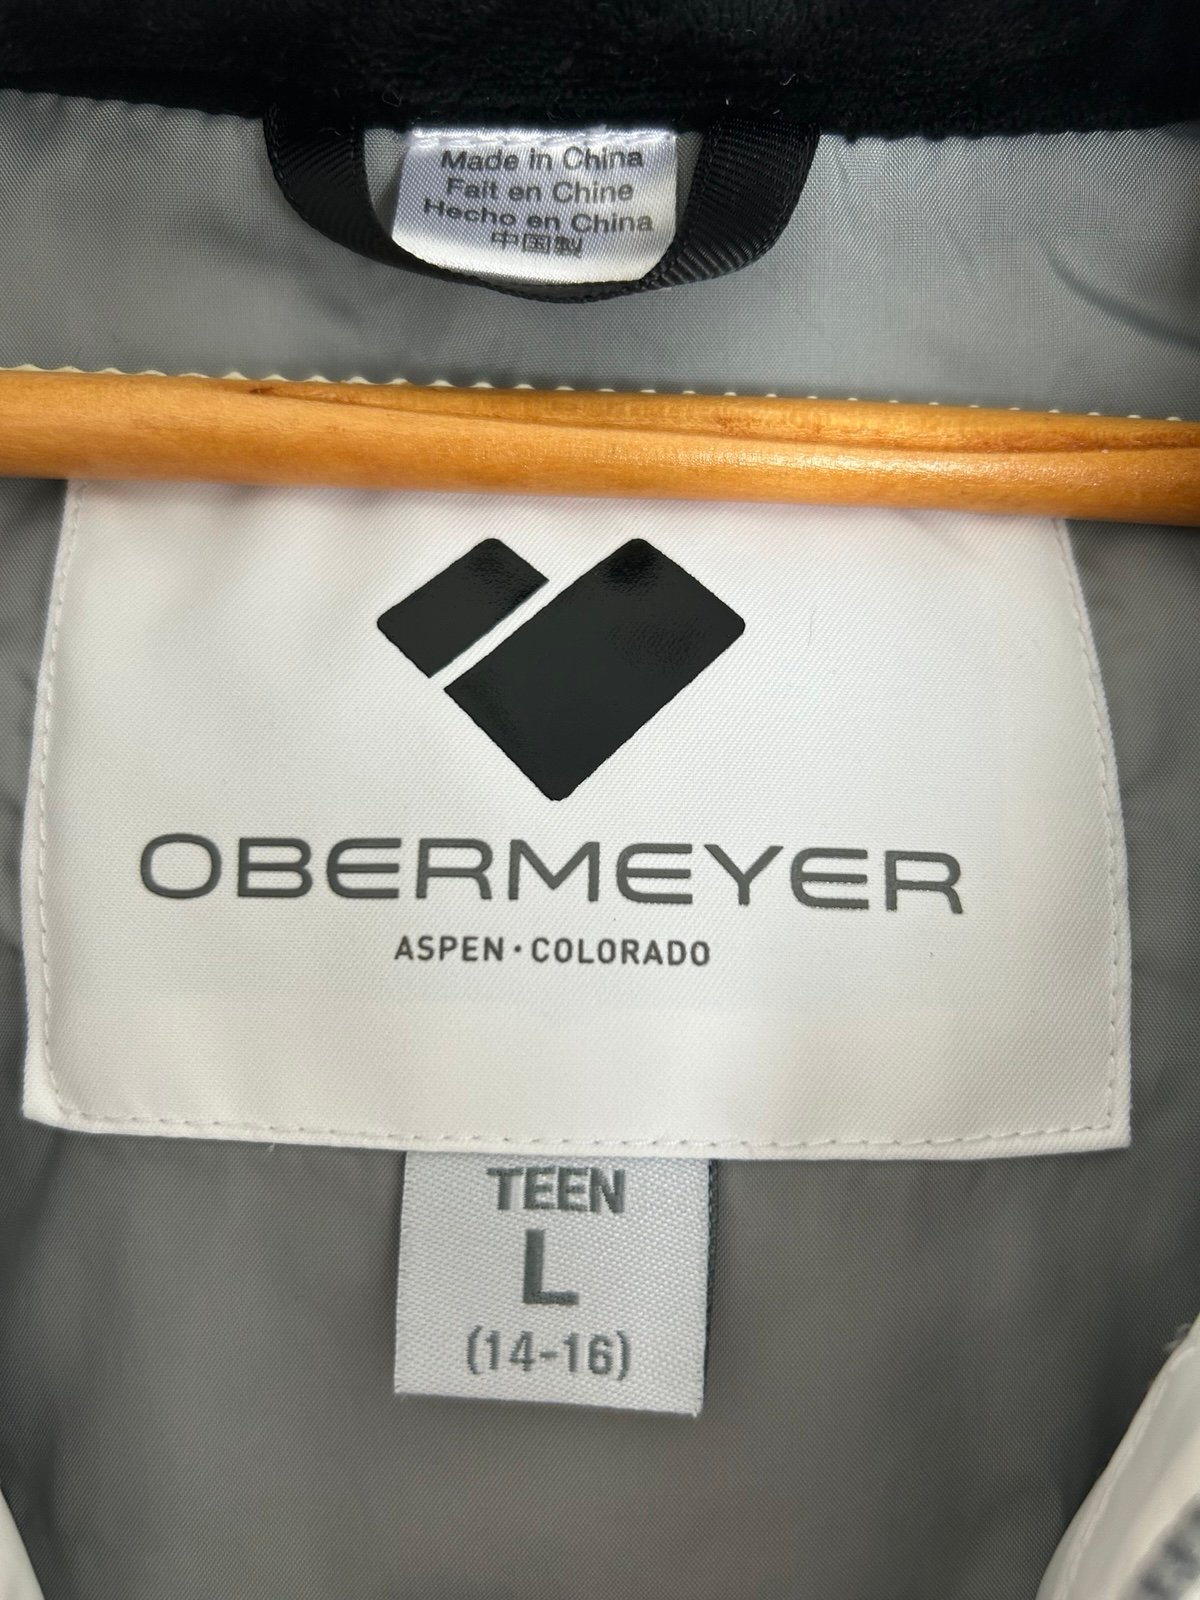 Made in China
Fait en Chine
Hecho en China
中国製
OBERMEYER
ASPEN · COLORADO
TEEN
L
(14-16)